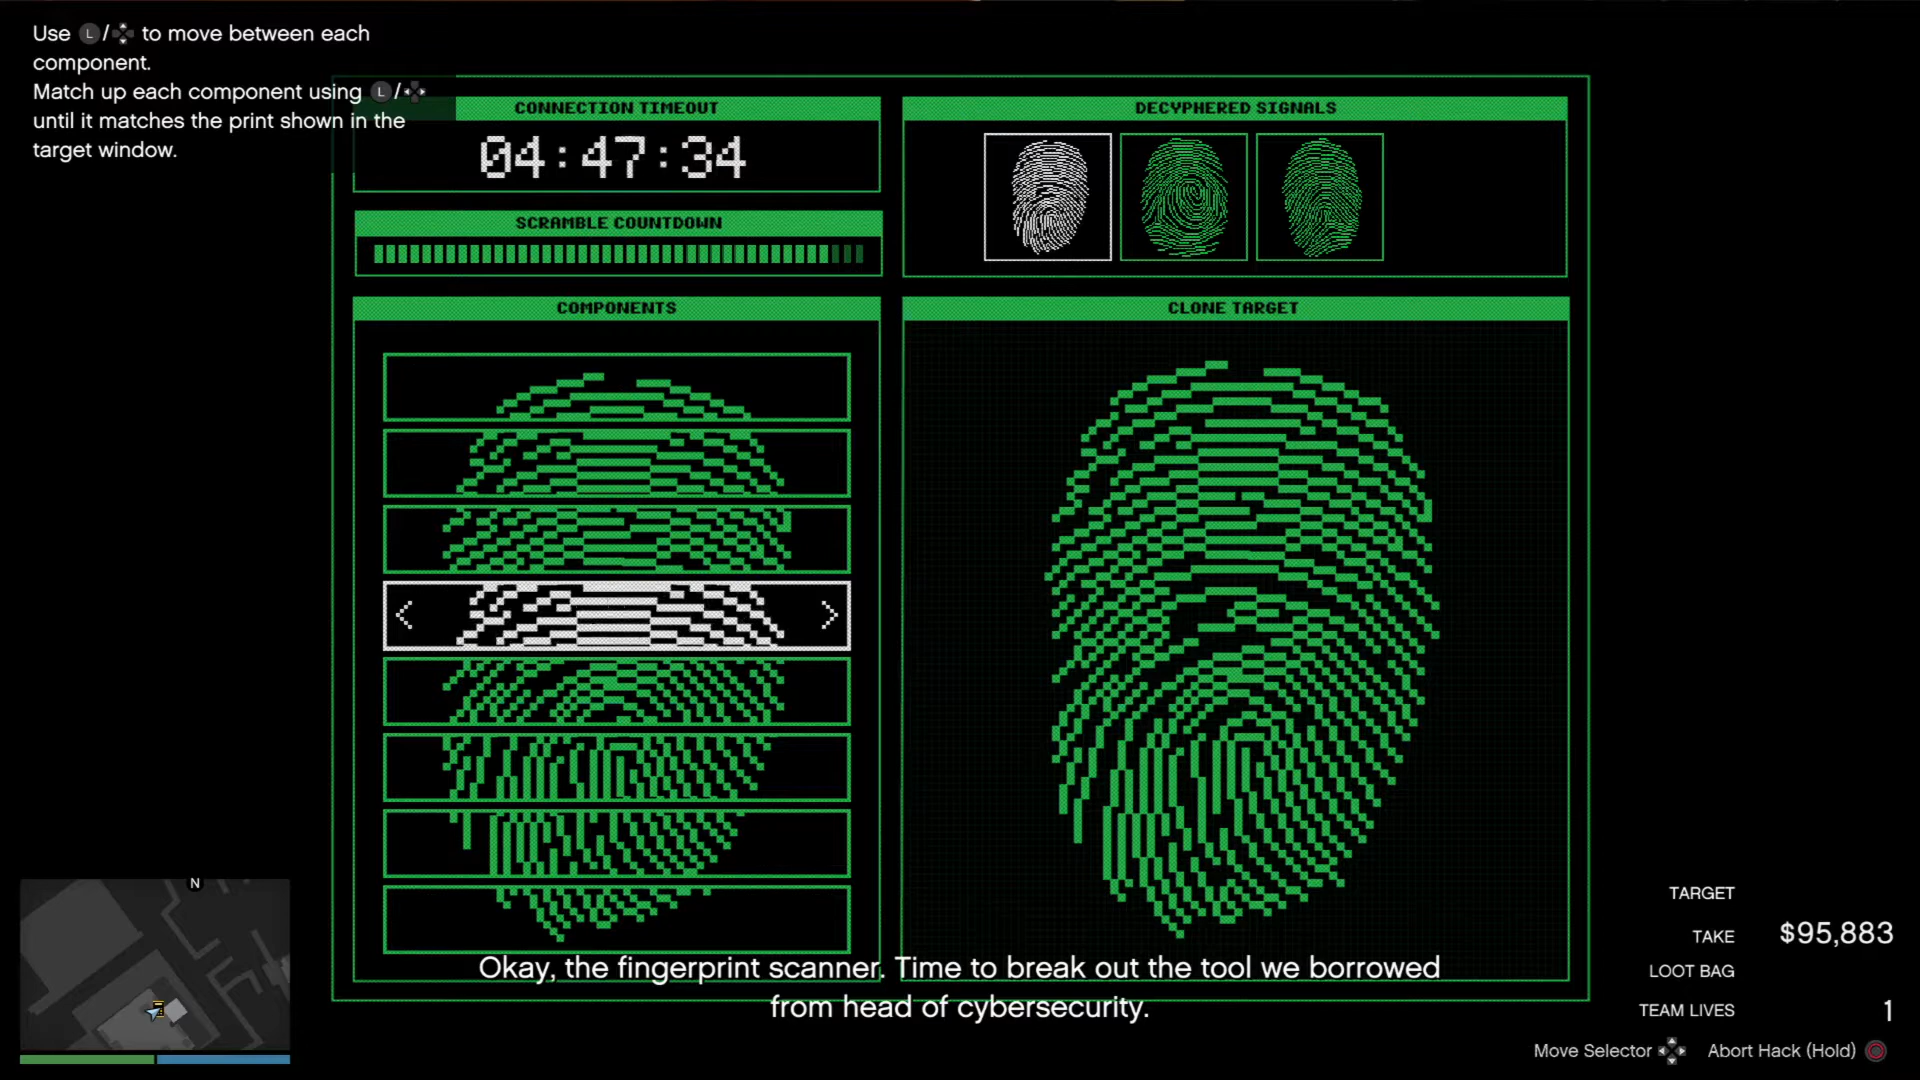 Use L / to move between each
component.
Match up each component using L /
until it matches the print shown in the
target window.
CONNECTION TIMEOUT
04:47:34
DECYPHERED SIGNALS
SCRAMBLE COUNTDOWN
COMPONENTS
CLONE TARGET
N
TARGET
TAKE $95,883
LOOT BAG
TEAM LIVES 1
Okay, the fingerprint scanner. Time to break out the tool we borrowed
from head of cybersecurity.
Move Selector Abort Hack (Hold)